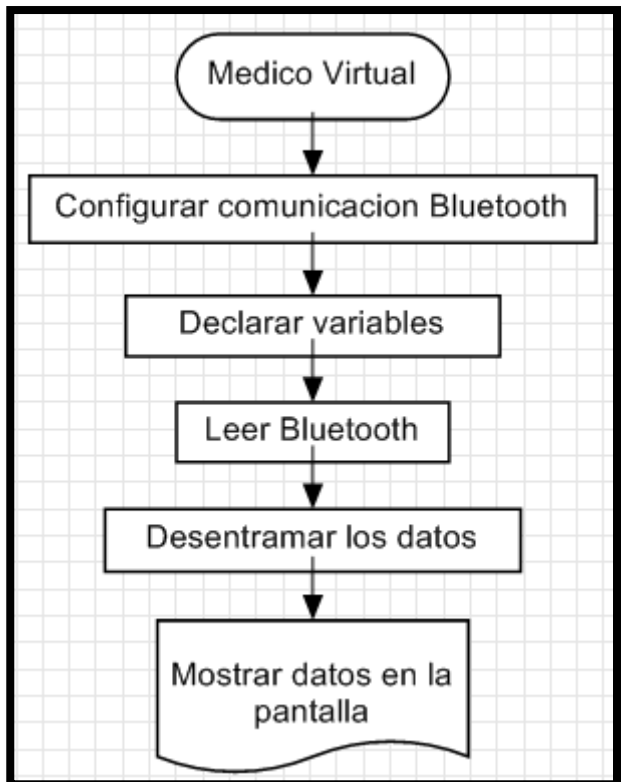 Medico Virtual
Configurar comunicacion Bluetooth
Declarar variables
Leer Bluetooth
Desentramar los datos
Mostrar datos en la
pantalla